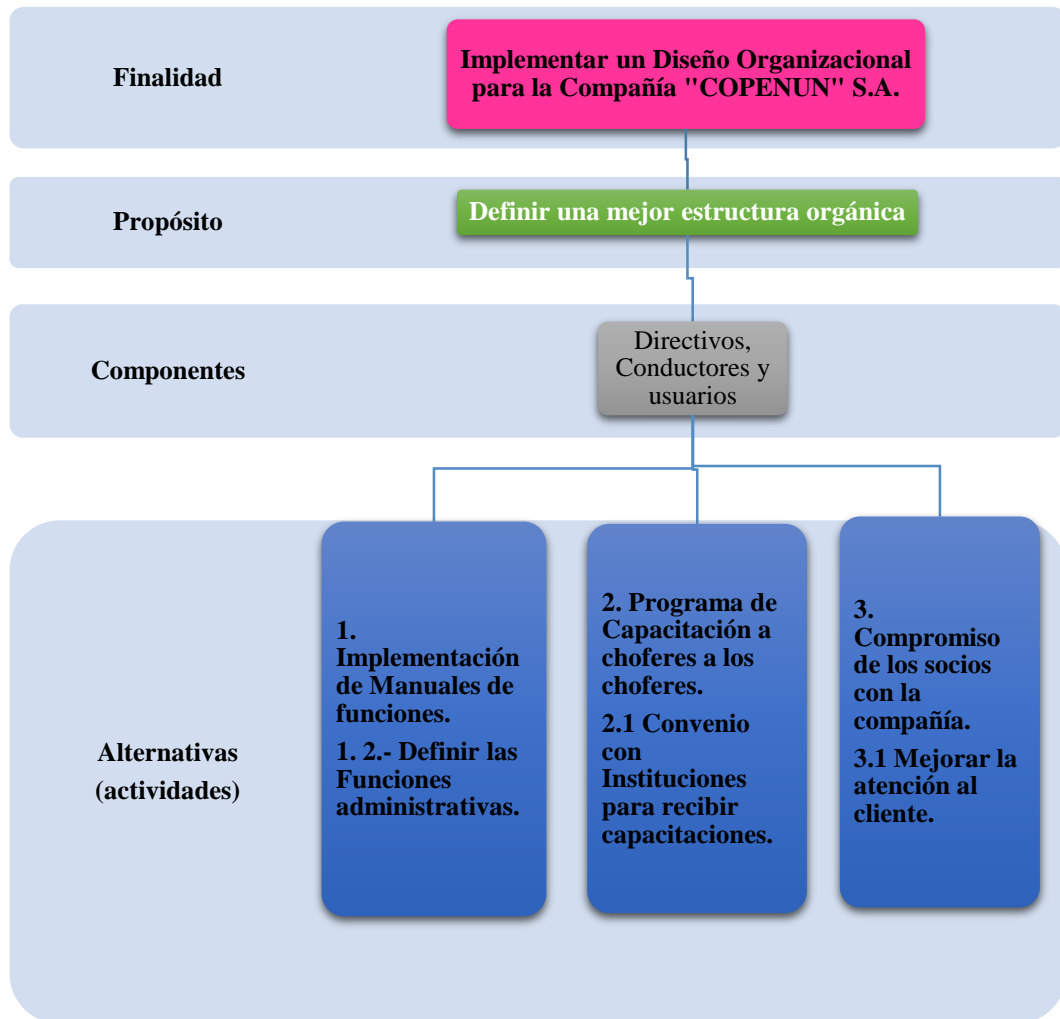 Finalidad
Implementar un Diseño Organizacional
para la Compañía "COPENUN" S.A.
Propósito
Definir una mejor estructura orgánica
Componentes
Directivos,
Conductores y
usuarios
Alternativas
(actividades)
1.
Implementación
de Manuales de
funciones.
1. 2.- Definir las
Funciones
administrativas.
2. Programa de
Capacitación a
choferes a los
choferes.
2.1 Convenio
con
Instituciones
para recibir
capacitaciones.
3.
Compromiso
de los socios
con la
compañía.
3.1 Mejorar la
atención al
cliente.